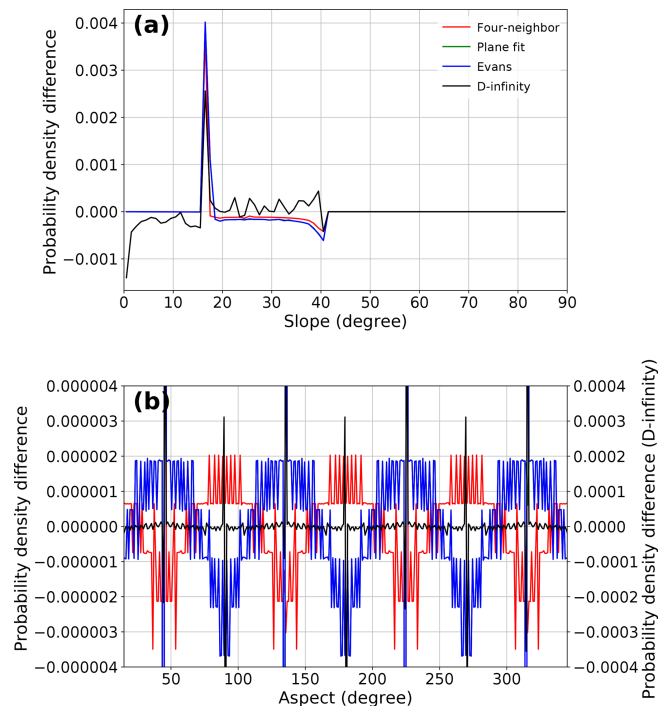 (a)
Probability density difference
0.004
0.003
0.002
0.001
0.000
−0.001
Four-neighbor
Plane fit
Evans
D-infinity
0 10 20 30 40 50 60 70 80 90
Slope (degree)
(b)
Probability density difference
0.000004
0.000003
0.000002
0.000001
0.000000
−0.000001
−0.000002
−0.000003
−0.000004
0.0004
0.0003
0.0002
0.0001
0.0000
−0.0001
−0.0002
−0.0003
−0.0004
Probability density difference (D-infinity)
50 100 150 200 250 300
Aspect (degree)